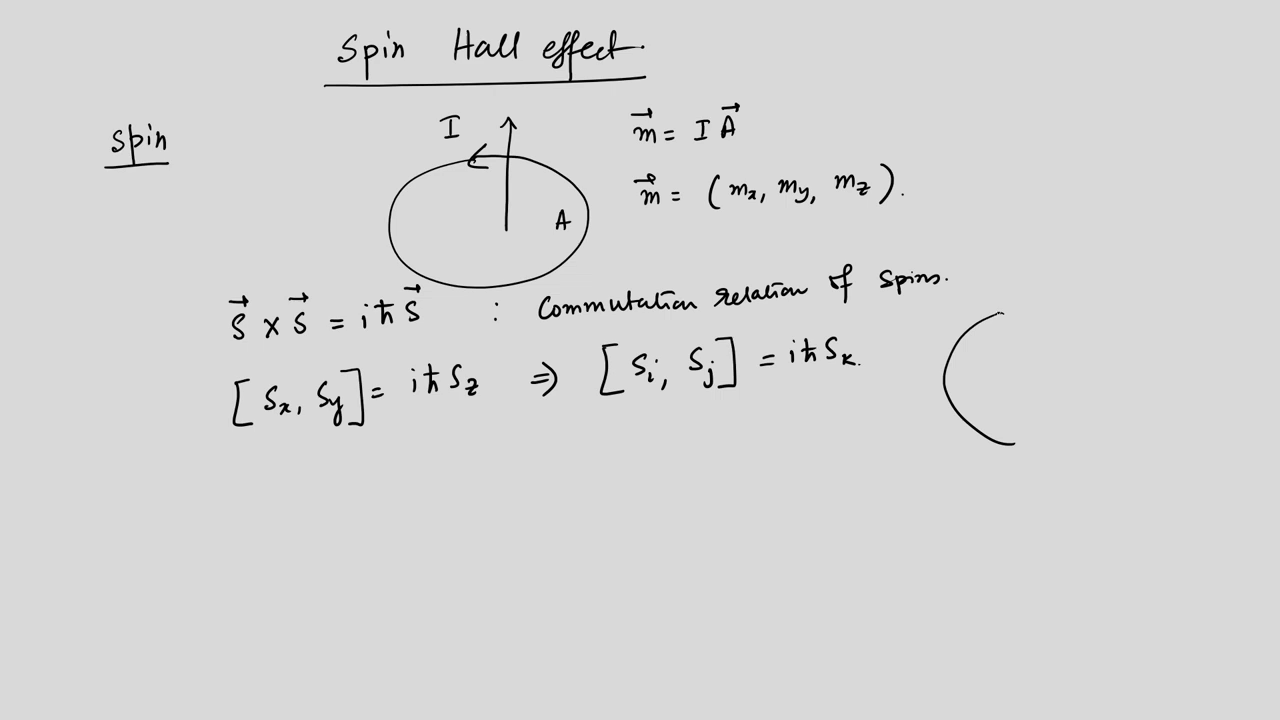 Spin Hall effect.
spin
I
A
m⃗ = I A⃗
m⃗ = (mx, my, mz).
S⃗ × S⃗ = iħ S⃗ : Commutation relation of spins.
[Sx, Sy] = iħ Sz ⇒ [Si, Sj] = iħ Sk.